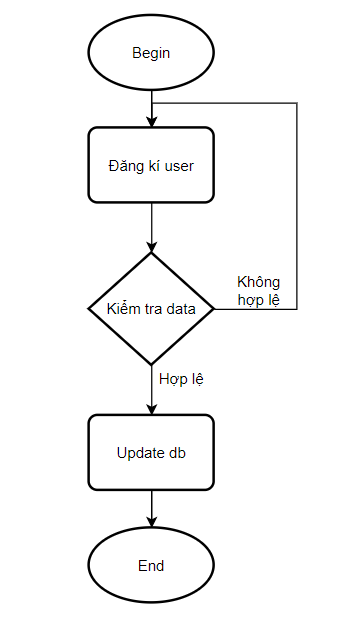 Begin
Đăng kí user
Kiểm tra data
Không
hợp lệ
Hợp lệ
Update db
End